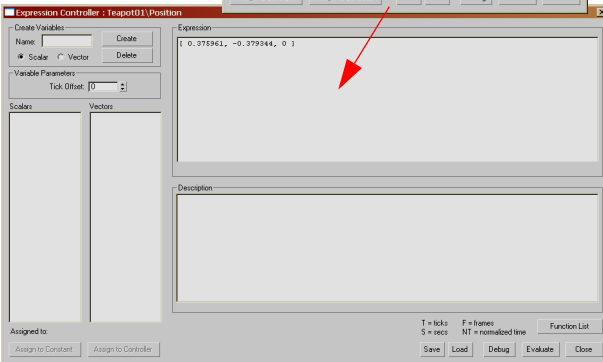 Expression Controller : Teapot01\Position
Create Variables
Name:
Create
Scalar
Vector
Delete
Variable Parameters
Tick Offset: 0
Scalars
Vectors
Assigned to:
Assign to Constant
Assign to Controller
Expression
[ 0.375961, -0.379344, 0 ]
Description
T = ticks
F = frames
S = secs
NT = normalized time
Function List
Save
Load
Debug
Evaluate
Close